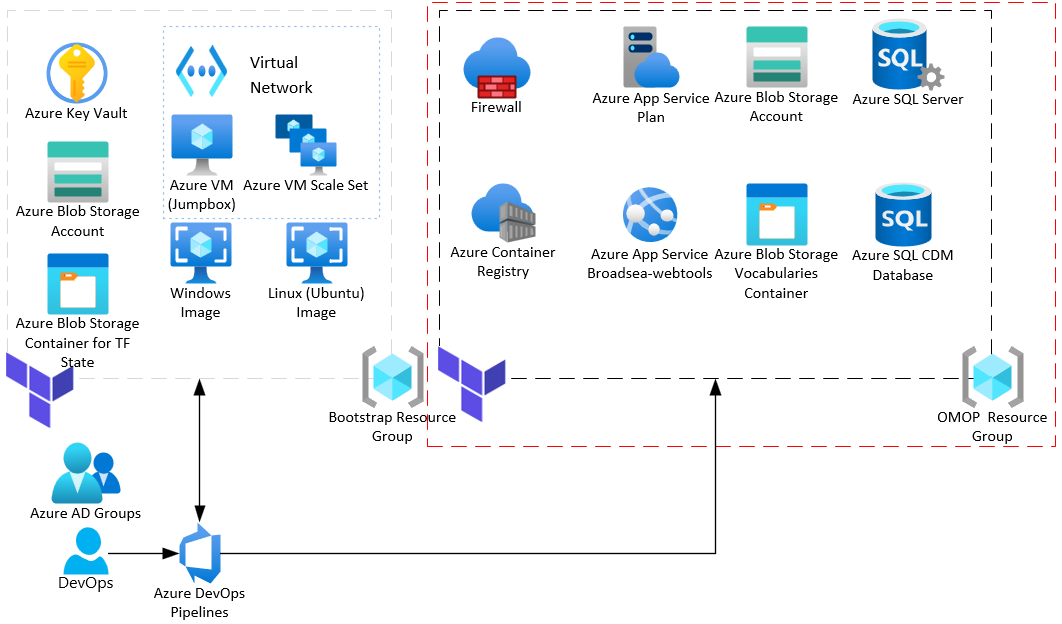 Azure Key Vault
Azure Blob Storage
Account
Azure Blob Storage
Container for TF
State
Virtual
Network
Azure VM
(Jumpbox)
Azure VM Scale Set
Windows
Image
Linux (Ubuntu)
Image
Bootstrap Resource
Group
Firewall
Azure App Service
Plan
Azure Blob Storage
Account
SQL
Azure SQL Server
Azure Container
Registry
Azure App Service
Broadsea-webtools
Azure Blob Storage
Vocabularies
Container
SQL
Azure SQL CDM
Database
OMOP Resource
Group
Azure AD Groups
DevOps
Azure DevOps
Pipelines